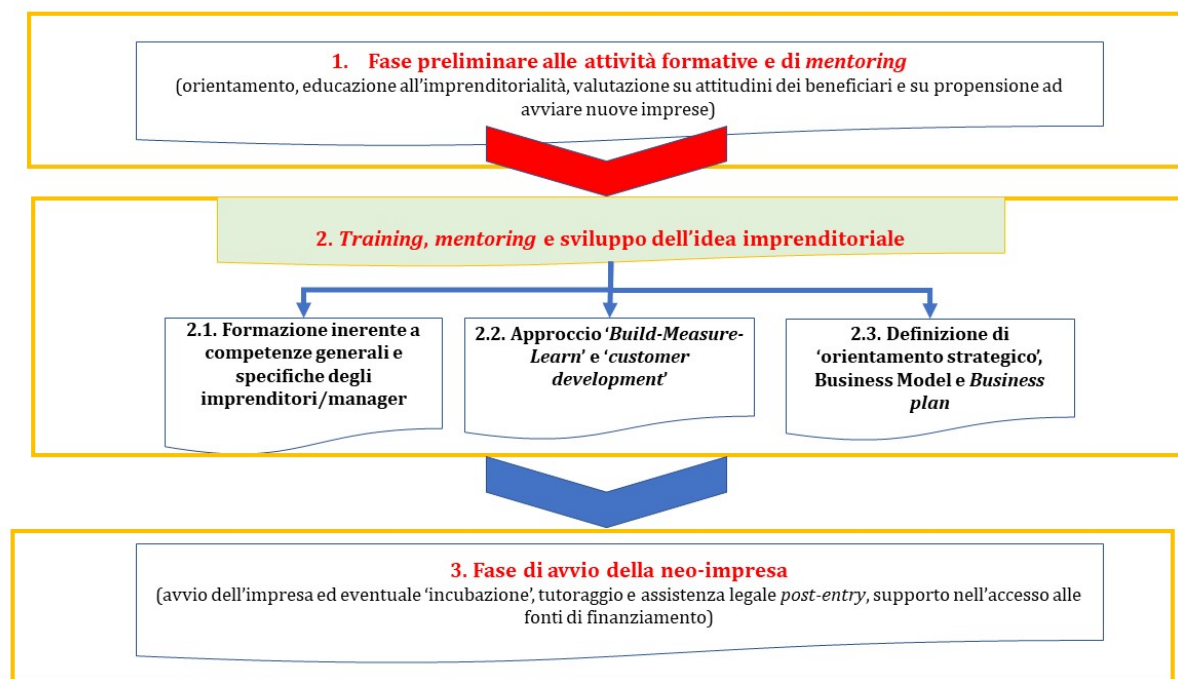 1. Fase preliminare alle attività formative e di mentoring
(orientamento, educazione all'imprenditorialità, valutazione su attitudini dei beneficiari e su propensione ad
avviare nuove imprese)
2. Training, mentoring e sviluppo dell'idea imprenditoriale
2.1. Formazione inerente a
competenze generali e
specifiche degli
imprenditori/manager
2.2. Approccio ‘Build-Measure-
Learn’ e ‘customer
development’
2.3. Definizione di
‘orientamento strategico’,
Business Model e Business
plan
3. Fase di avvio della neo-impresa
(avvio dell'impresa ed eventuale ‘incubazione’, tutoraggio e assistenza legale post-entry, supporto nell'accesso alle
fonti di finanziamento)